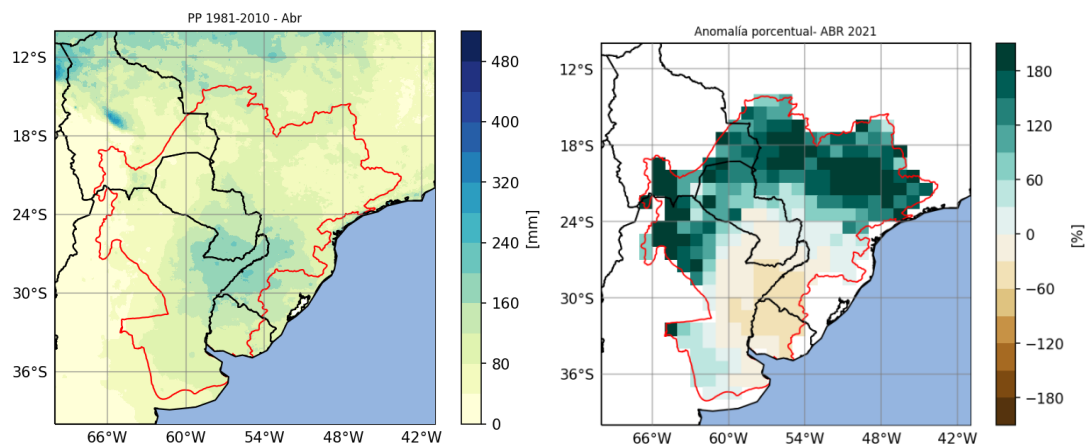 PP 1981-2010 - Abr
12°S
18°S
24°S
30°S
36°S
66°W 60°W 54°W 48°W 42°W
480
400
320
240
160
80
0
[mm]
Anomalía porcentual- ABR 2021
12°S
18°S
24°S
30°S
36°S
66°W 60°W 54°W 48°W 42°W
180
120
60
0
−60
−120
−180
[%]